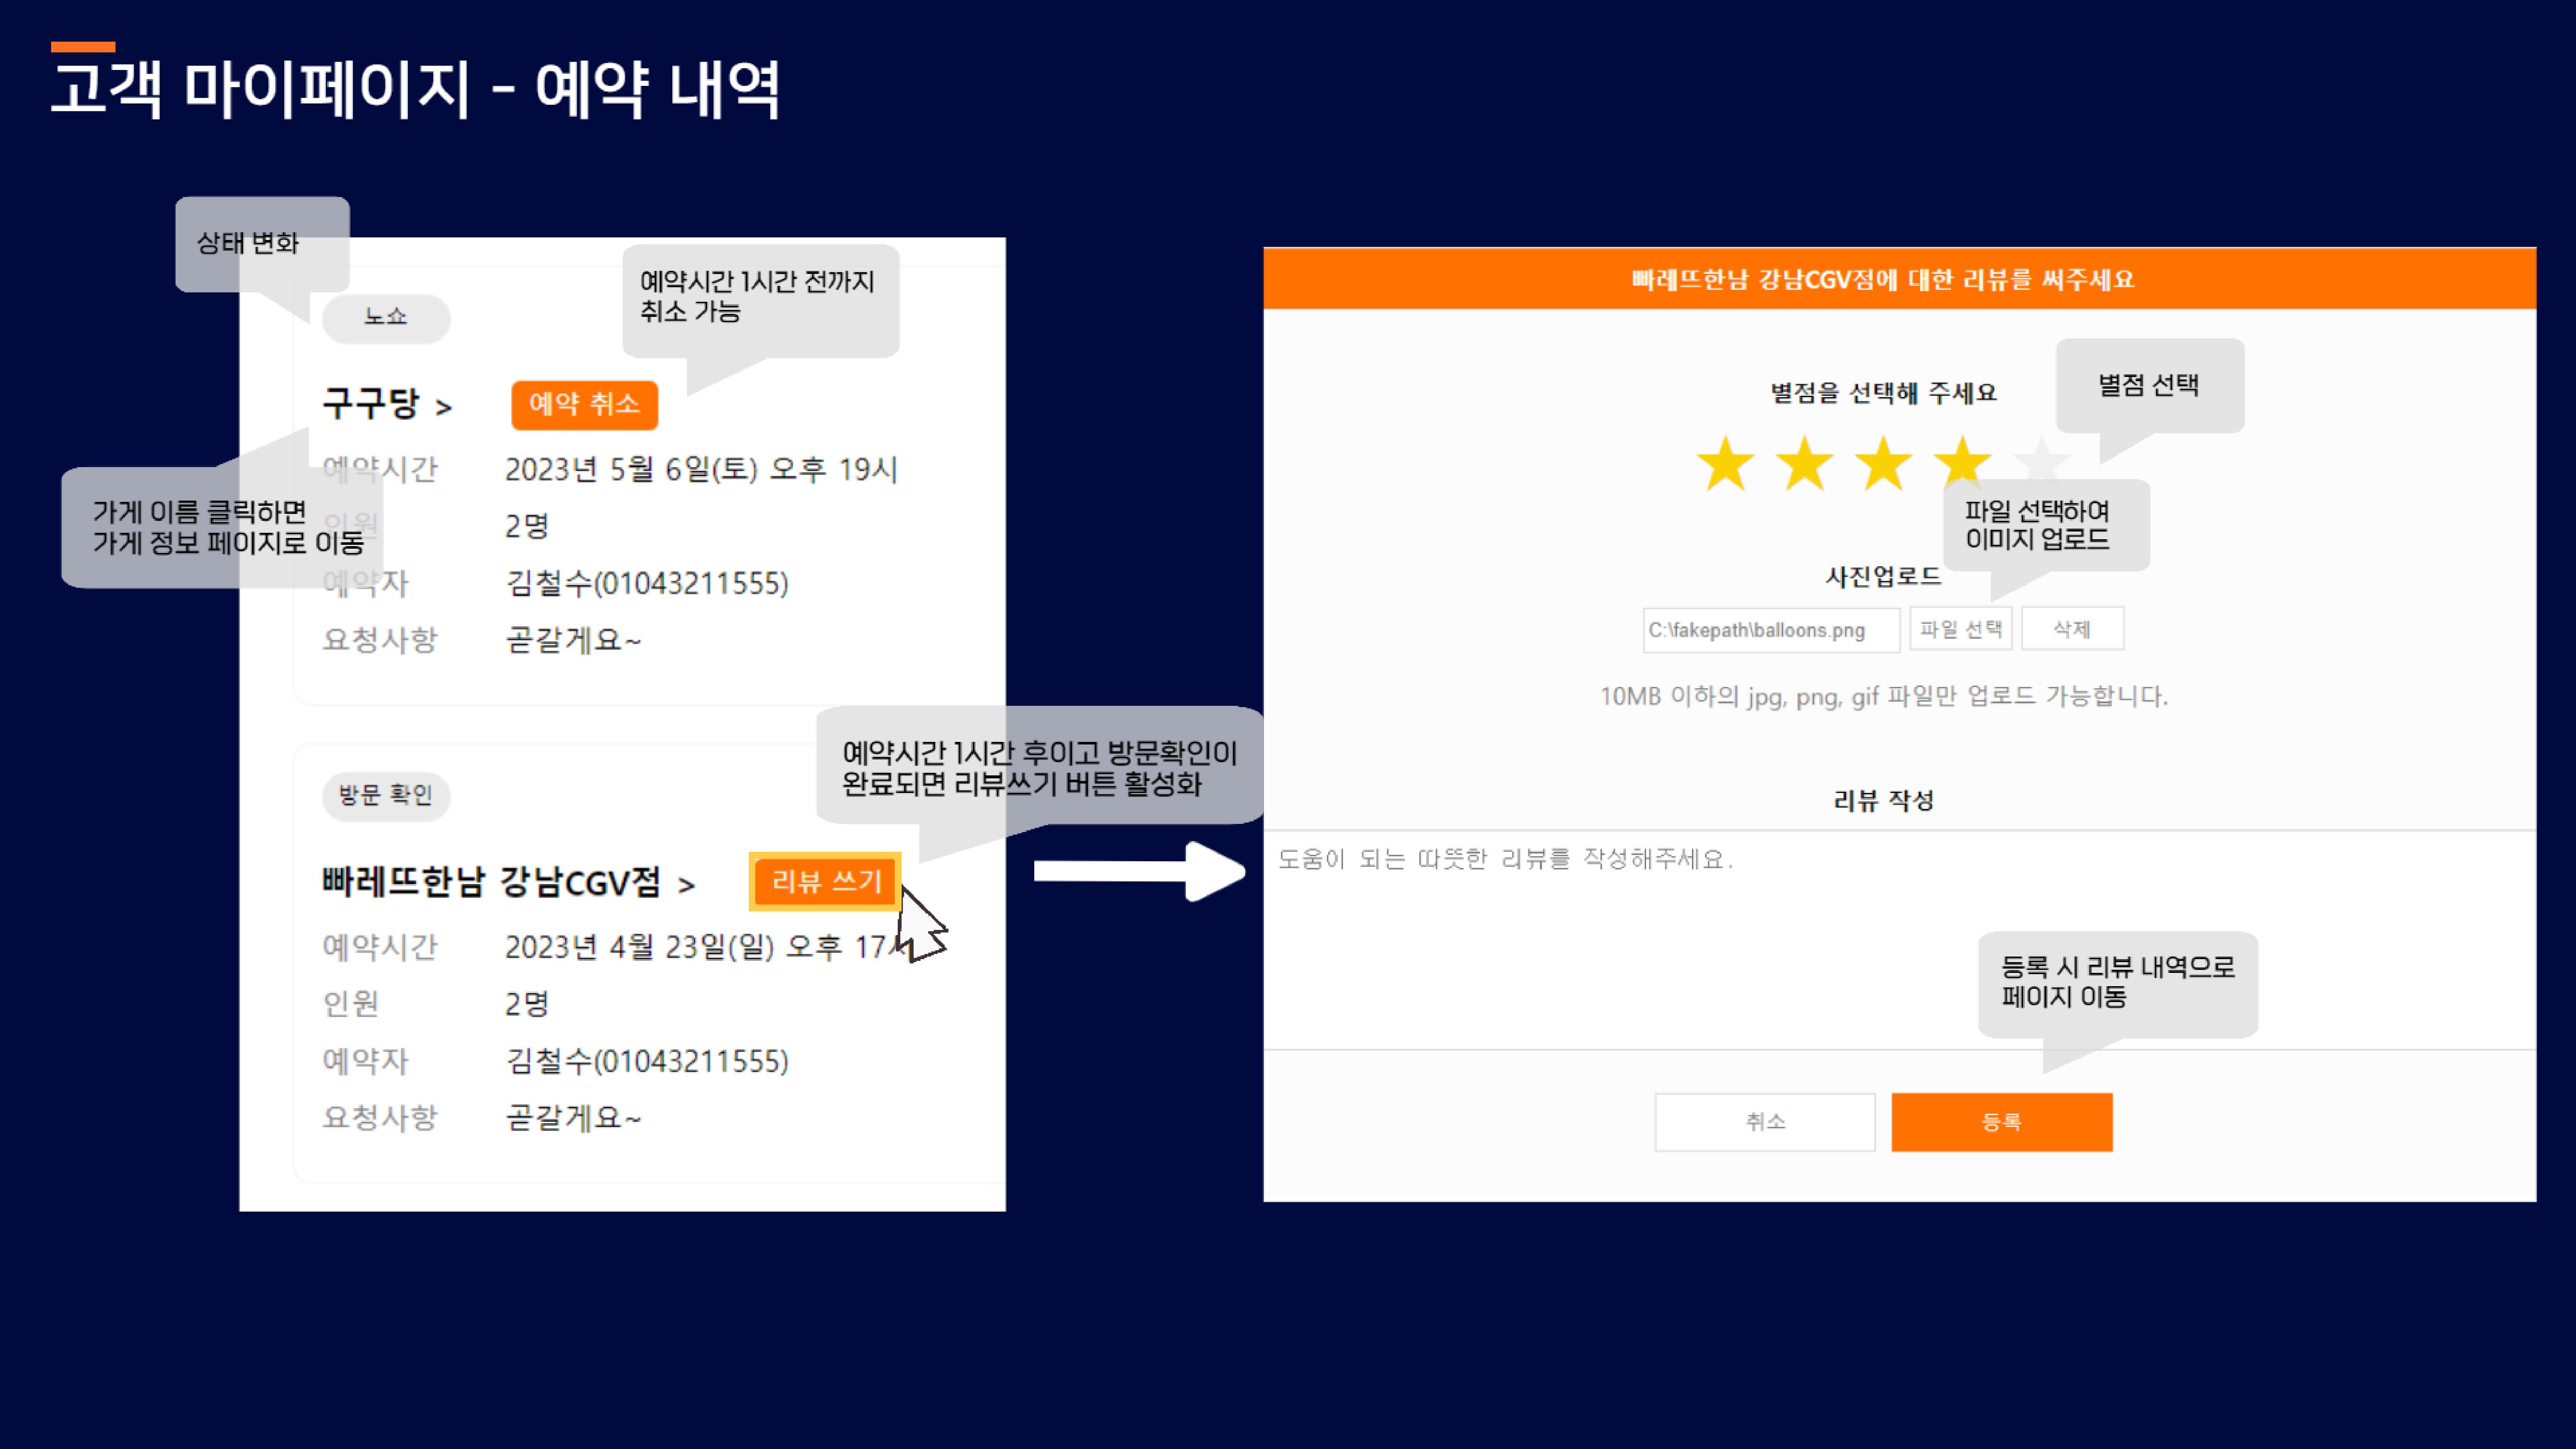 고객 마이페이지 - 예약 내역
상태 변화
노쇼
예약시간 1시간 전까지
취소 가능
구구당 >
예약 취소
가게 이름 클릭하면
가게 정보 페이지로 이동
예약시간 2023년 5월 6일(토) 오후 19시
인원 2명
예약자 김철수(01043211555)
요청사항 곧갈게요~
예약시간 1시간 후이고 방문확인이
완료되면 리뷰쓰기 버튼 활성화
방문 확인
빠레뜨한남 강남CGV점 >
리뷰 쓰기
예약시간 2023년 4월 23일(일) 오후 17
인원 2명
예약자 김철수(01043211555)
요청사항 곧갈게요~
빠레뜨한남 강남CGV점에 대한 리뷰를 써주세요
별점을 선택해 주세요
별점 선택
파일 선택하여
이미지 업로드
사진업로드
C:\fakepath\balloons.png 파일 선택 삭제
10MB 이하의 jpg, png, gif 파일만 업로드 가능합니다.
리뷰 작성
도움이 되는 따뜻한 리뷰를 작성해주세요.
등록 시 리뷰 내역으로
페이지 이동
취소
등록